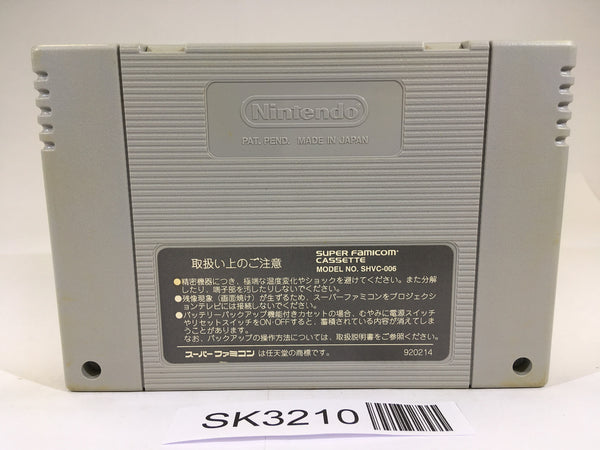 Nintendo
PAT. PEND. MADE IN JAPAN
取扱い上のご注意
SUPER FAMICOM
CASSETTE
MODEL NO. SHVC-006
●精密機器につき、極端な温度変化やショックを避けてください。また分解
したり、端子部を汚したりしないでください。
●残像現象（画面焼け）が生ずるため、スーパーファミコンをプロジェクシ
ョンテレビには接続しないでください。
●バッテリーバックアップ機能付きカセットの場合、むやみに電源スイッチ
やリセットスイッチをON・OFFすると、蓄積されている内容が消えてしま
うことがあります。
なお、バックアップの操作方法については、取扱説明書をご参照ください。
スーパーファミコン は任天堂の商標です。 920214
SK3210